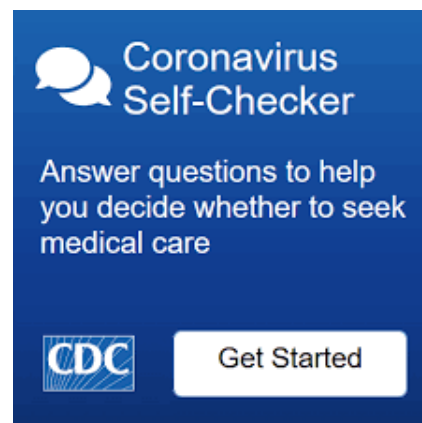 Coronavirus
Self-Checker
Answer questions to help
you decide whether to seek
medical care
CDC
Get Started